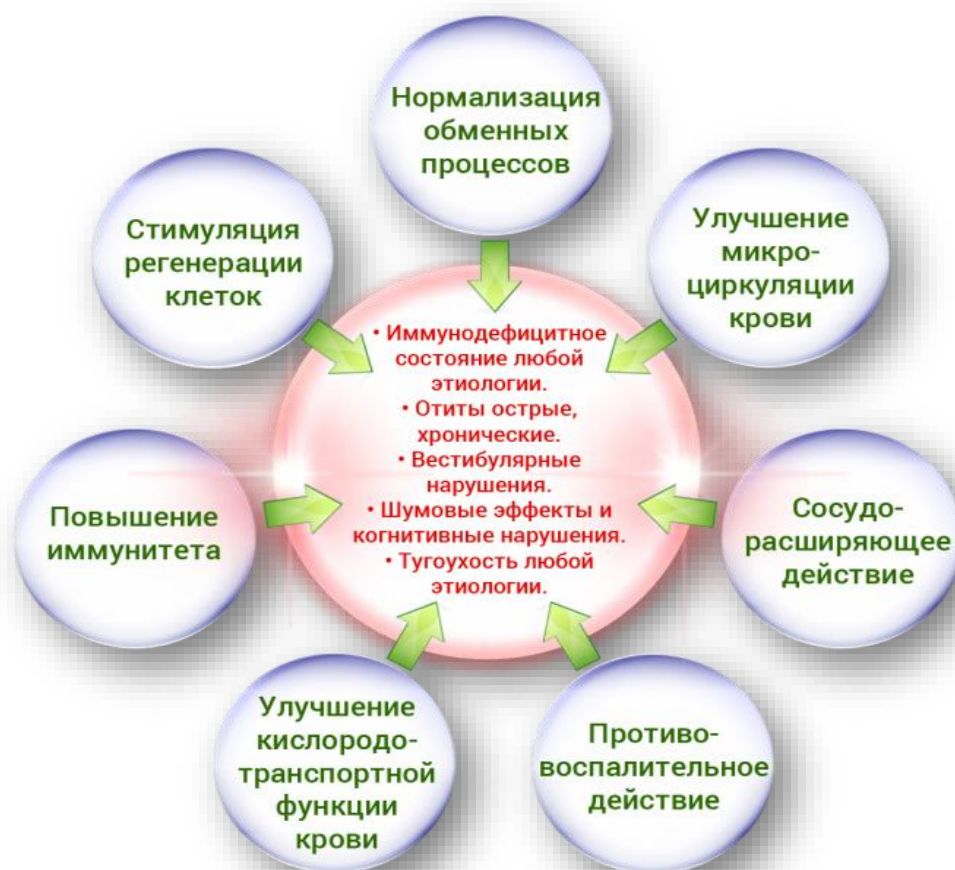 Нормализация
обменных
процессов
Стимуляция
регенерации
клеток
Улучшение
микро-
циркуляции
крови
• Иммунодефицитное
состояние любой
этиологии.
• Отиты острые,
хронические.
• Вестибулярные
нарушения.
• Шумовые эффекты и
когнитивные нарушения.
• Тугоухость любой
этиологии.
Повышение
иммунитета
Сосудо-
расширяющее
действие
Улучшение
кислородо-
транспортной
функции
крови
Противо-
воспалительное
действие